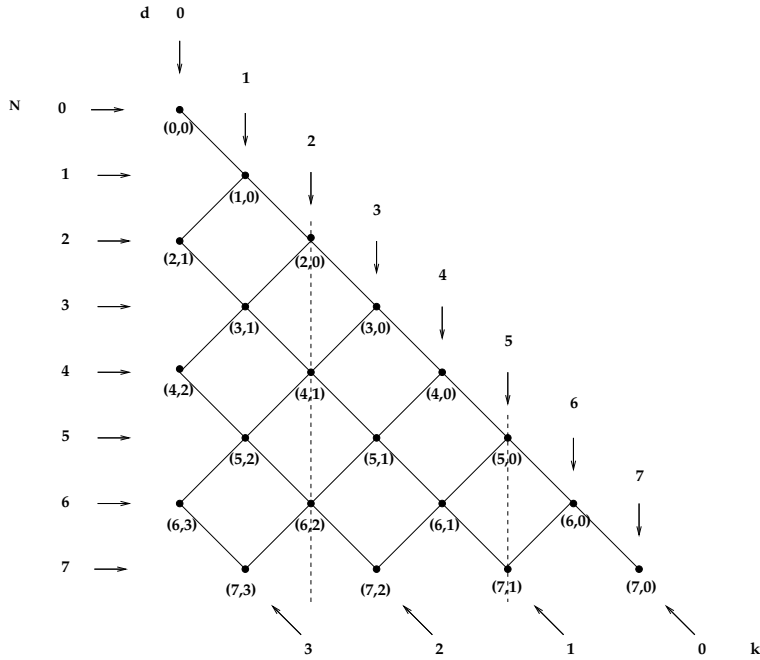 d 0
1
N 0
(0,0)
2
1
(1,0)
3
2
(2,1) (2,0)
4
3
(3,1) (3,0)
5
4
(4,2) (4,1) (4,0)
6
5
(5,2) (5,1) (5,0)
7
6
(6,3) (6,2) (6,1) (6,0)
7
(7,3) (7,2) (7,1) (7,0)
3 2 1 0 k